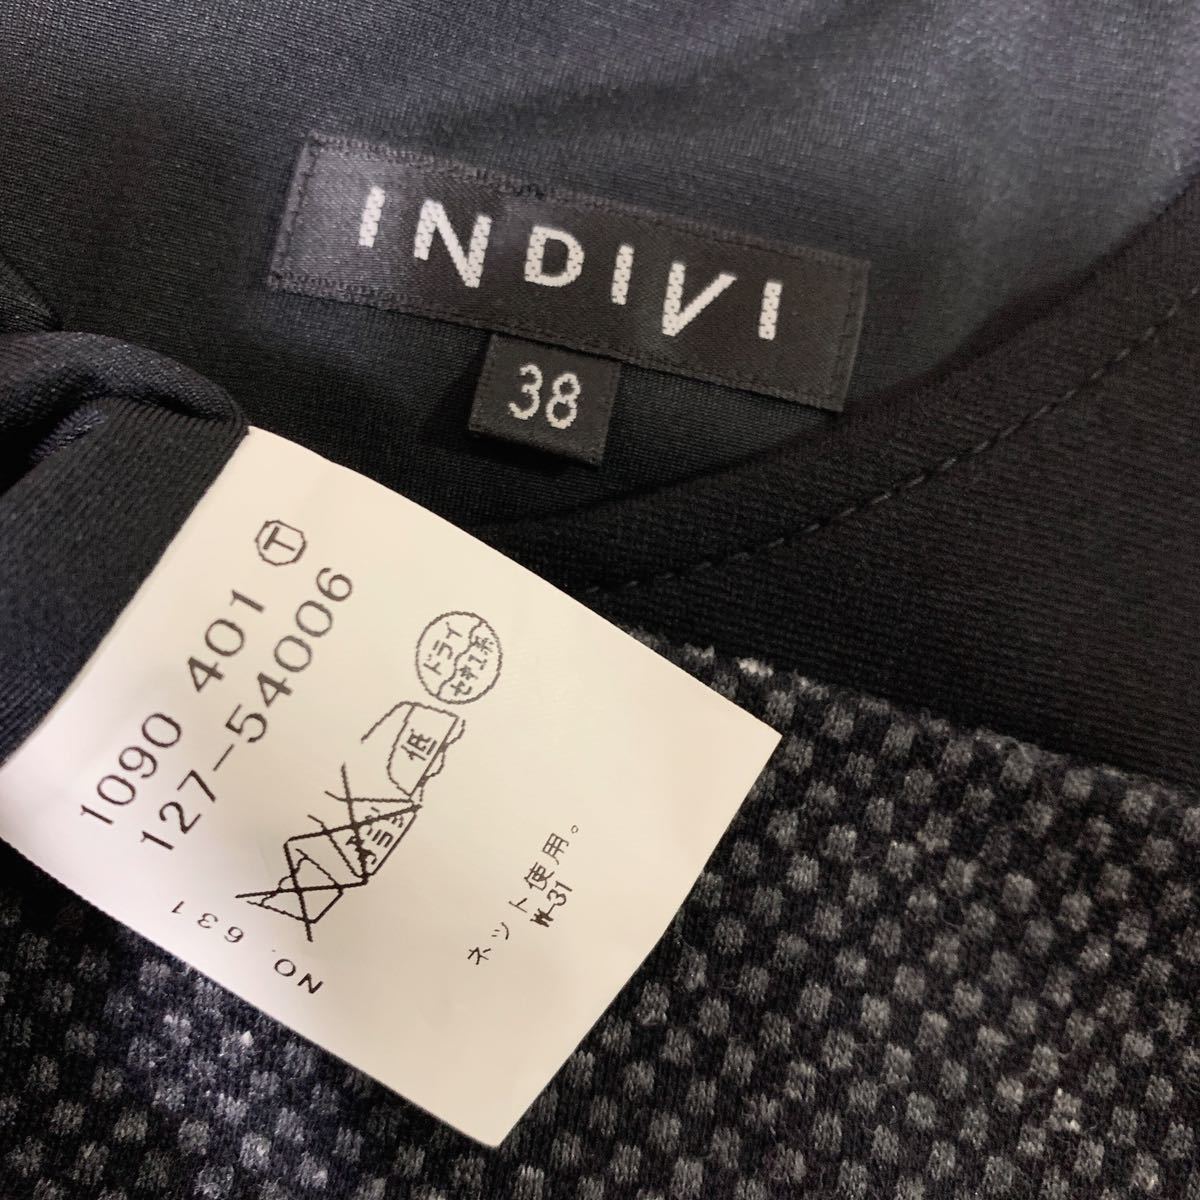 INDIVI
38
T
1090 401
127-54006
ドライ
セキユ系
低
NO. 631
ネット使用。
W-31